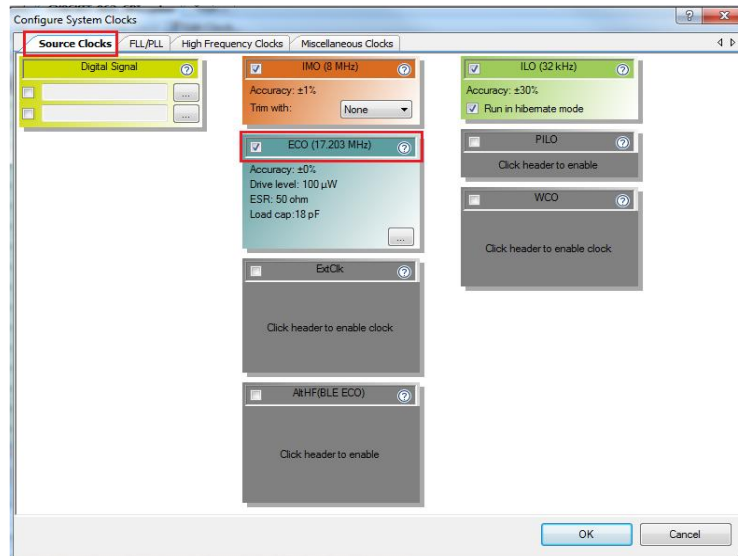 Configure System Clocks
Source Clocks
FLL/PLL
High Frequency Clocks
Miscellaneous Clocks
Digital Signal
...
...
IMO (8 MHz)
Accuracy: ±1%
Trim with:
None
ECO (17.203 MHz)
Accuracy: ±0%
Drive level: 100 µW
ESR: 50 ohm
Load cap:18 pF
...
ExtClk
Click header to enable clock
AltHF(BLE ECO)
Click header to enable
ILO (32 kHz)
Accuracy: ±30%
Run in hibernate mode
PILO
Click header to enable
WCO
Click header to enable clock
OK
Cancel